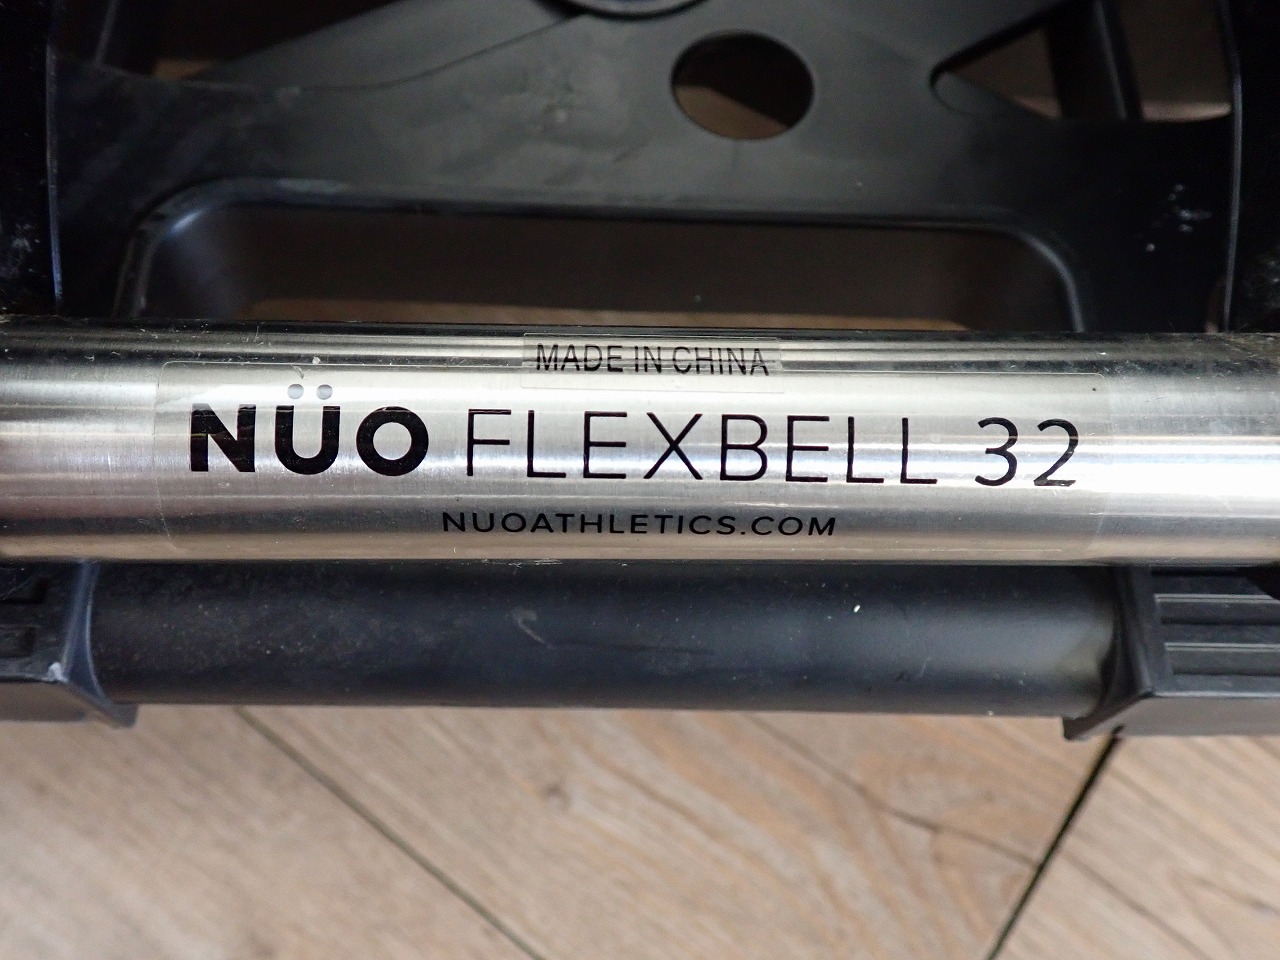 MADE IN CHINA
NÜO FLEXBELL 32
NUOATHLETICS.COM